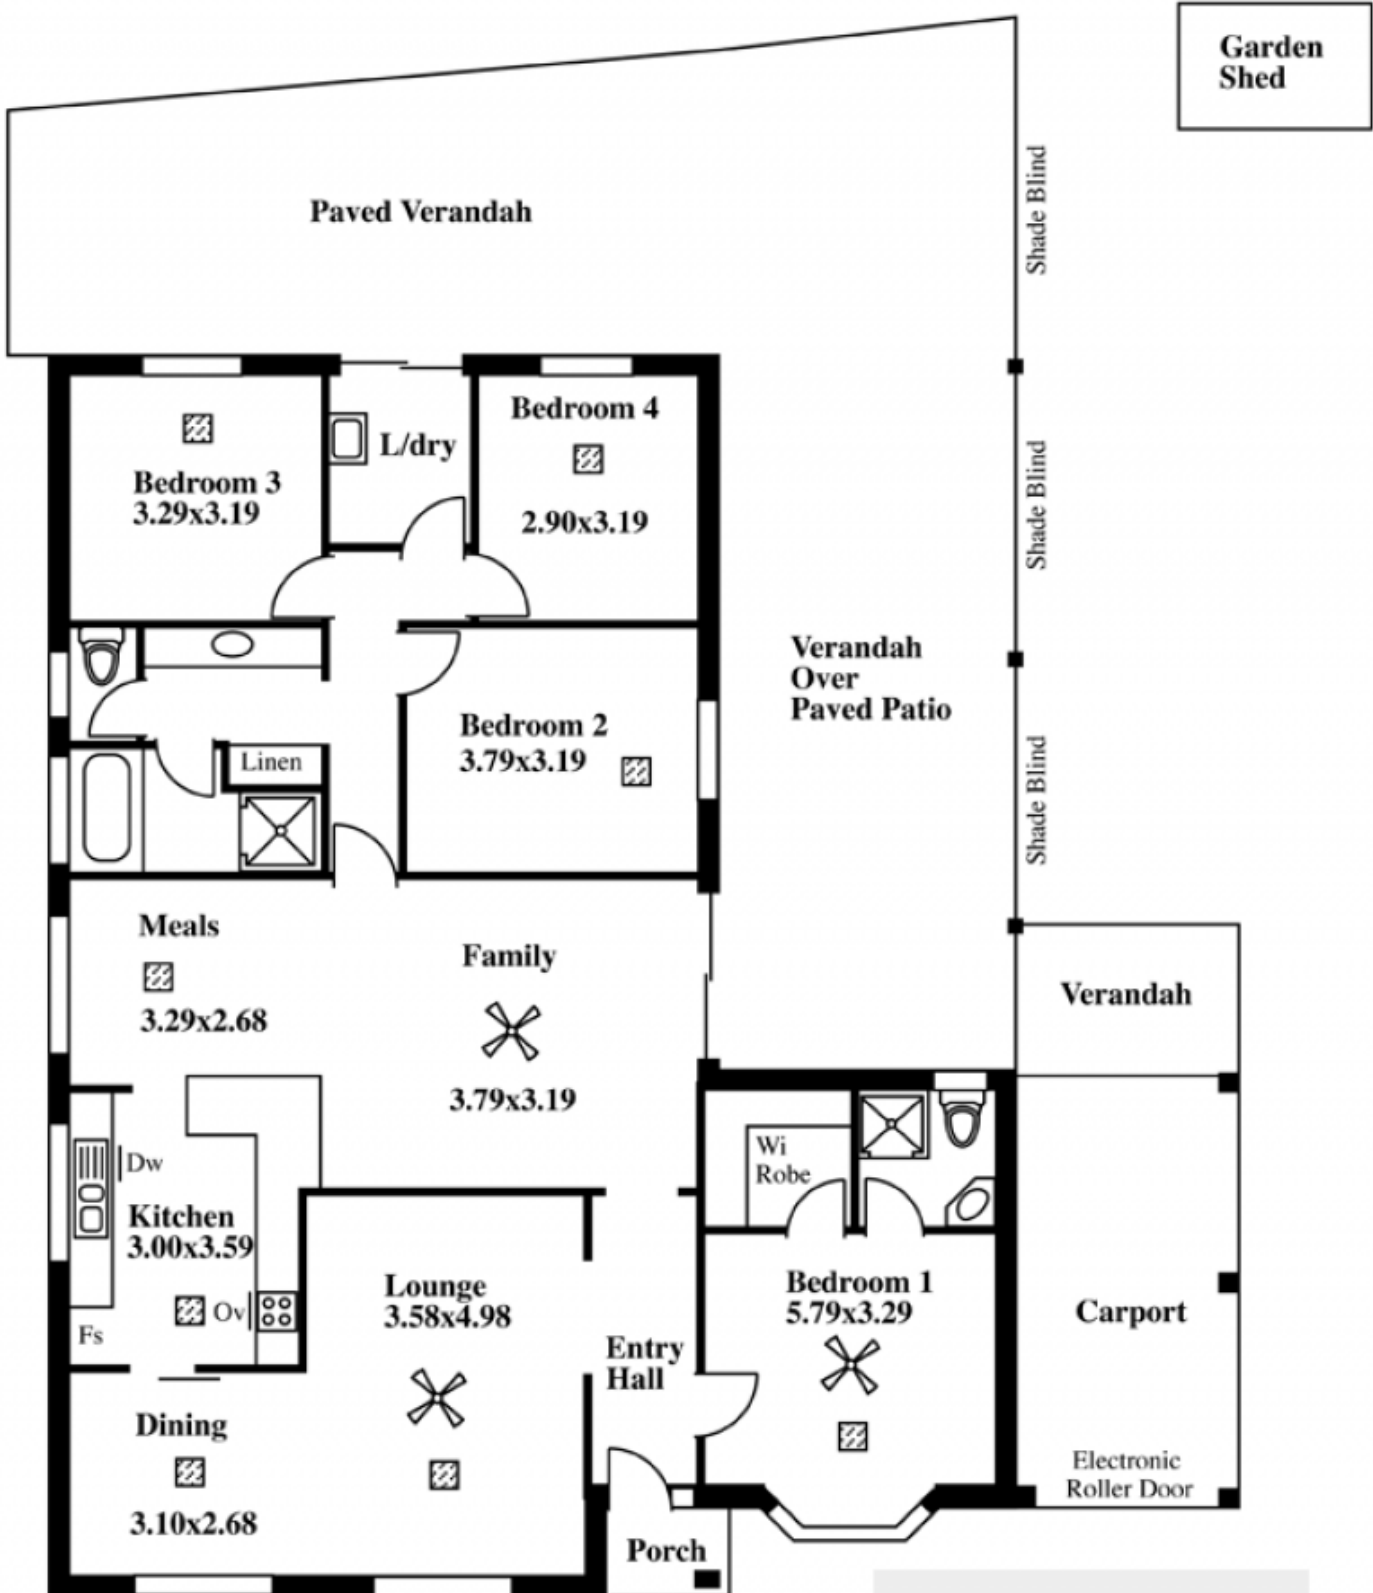 Garden
Shed
Shade Blind
Paved Verandah
Bedroom 4
L/dry
Bedroom 3
3.29x3.19
2.90x3.19
Shade Blind
Verandah
Over
Paved Patio
Bedroom 2
3.79x3.19
Linen
Shade Blind
Meals
Family
3.29x2.68
Verandah
3.79x3.19
Wi
Robe
Dw
Kitchen
3.00x3.59
Lounge
3.58x4.98
Bedroom 1
5.79x3.29
Ov
Fs
Carport
Entry
Hall
Dining
Electronic
Roller Door
3.10x2.68
Porch